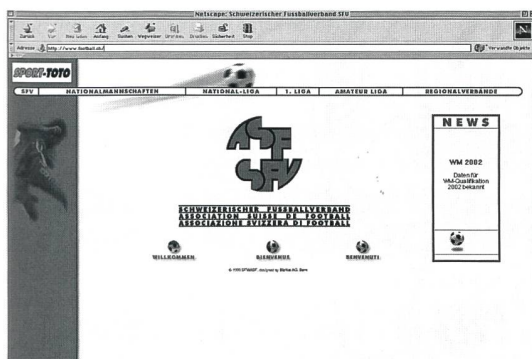 Netscape: Schweizerischer Fussballverband SFV
Zurück Vor Neu laden Anfang Suchen Wegweiser Drucken Sicherheit Stop
Adresse http://www.football.ch/ Verwandte Objekte
SPORT-TOTO
SFV NATIONALMANNSCHAFTEN NATIONAL-LIGA 1. LIGA AMATEUR LIGA REGIONALVERBÄNDE
ASF
SFV
SCHWEIZERISCHER FUSSBALLVERBAND
ASSOCIATION SUISSE DE FOOTBALL
ASSOCIAZIONE SVIZZERA DI FOOTBALL
WILLKOMMEN BIENVENUE BENVENUTI
NEWS
WM 2002
Daten für
WM-Qualifikation
2002 bekannt